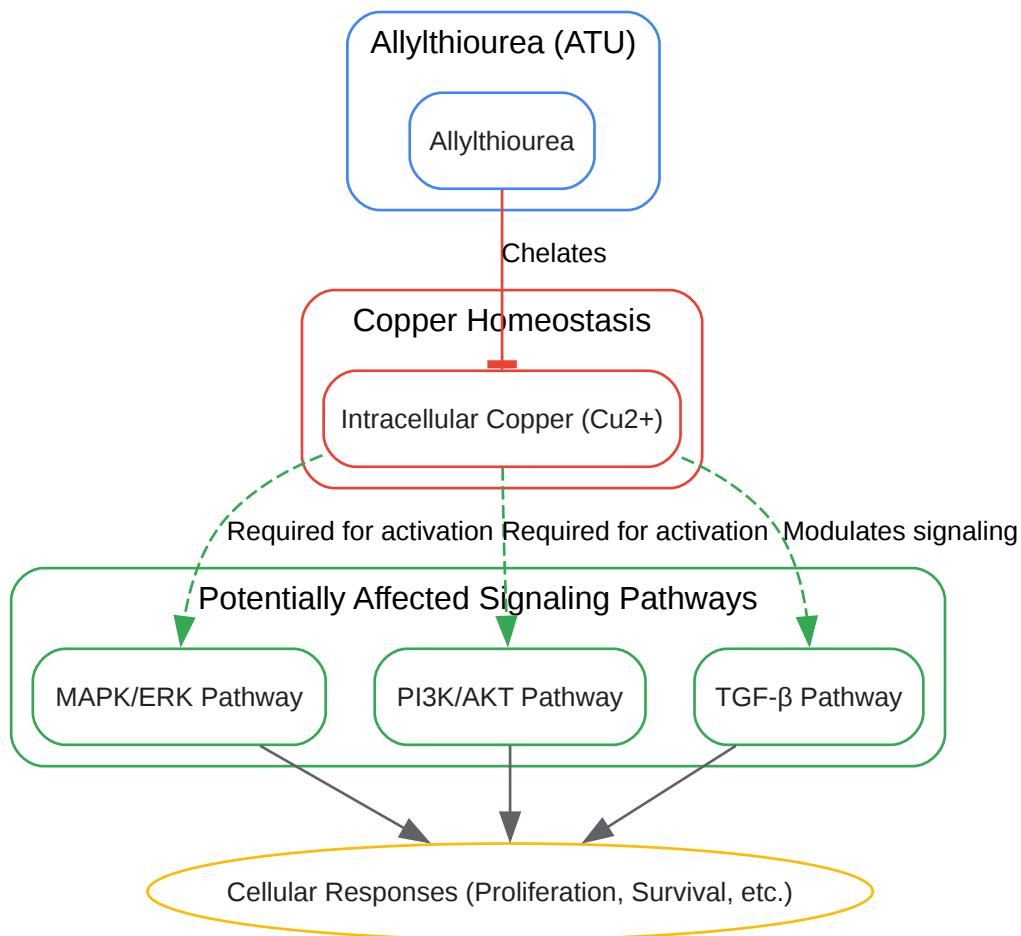 Allylthiourea (ATU)
Allylthiourea
Chelates
Copper Homeostasis
Intracellular Copper (Cu2+)
Required for activation
Required for activation
Modulates signaling
Potentially Affected Signaling Pathways
MAPK/ERK Pathway
PI3K/AKT Pathway
TGF-β Pathway
Cellular Responses (Proliferation, Survival, etc.)